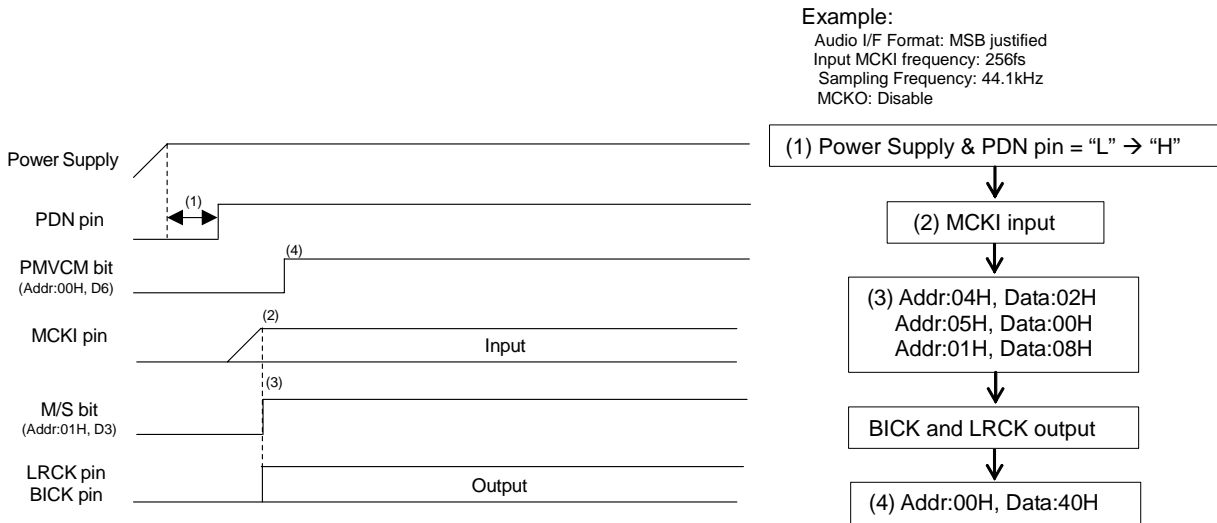 Example:
Audio I/F Format: MSB justified
Input MCKI frequency: 256fs
Sampling Frequency: 44.1kHz
MCKO: Disable
Power Supply
(1)
PDN pin
PMVCM bit
(Addr:00H, D6)
(4)
MCKI pin
(2)
Input
M/S bit
(Addr:01H, D3)
(3)
LRCK pin
BICK pin
Output
(1) Power Supply & PDN pin = “L” → “H”
(2) MCKI input
(3) Addr:04H, Data:02H
Addr:05H, Data:00H
Addr:01H, Data:08H
BICK and LRCK output
(4) Addr:00H, Data:40H